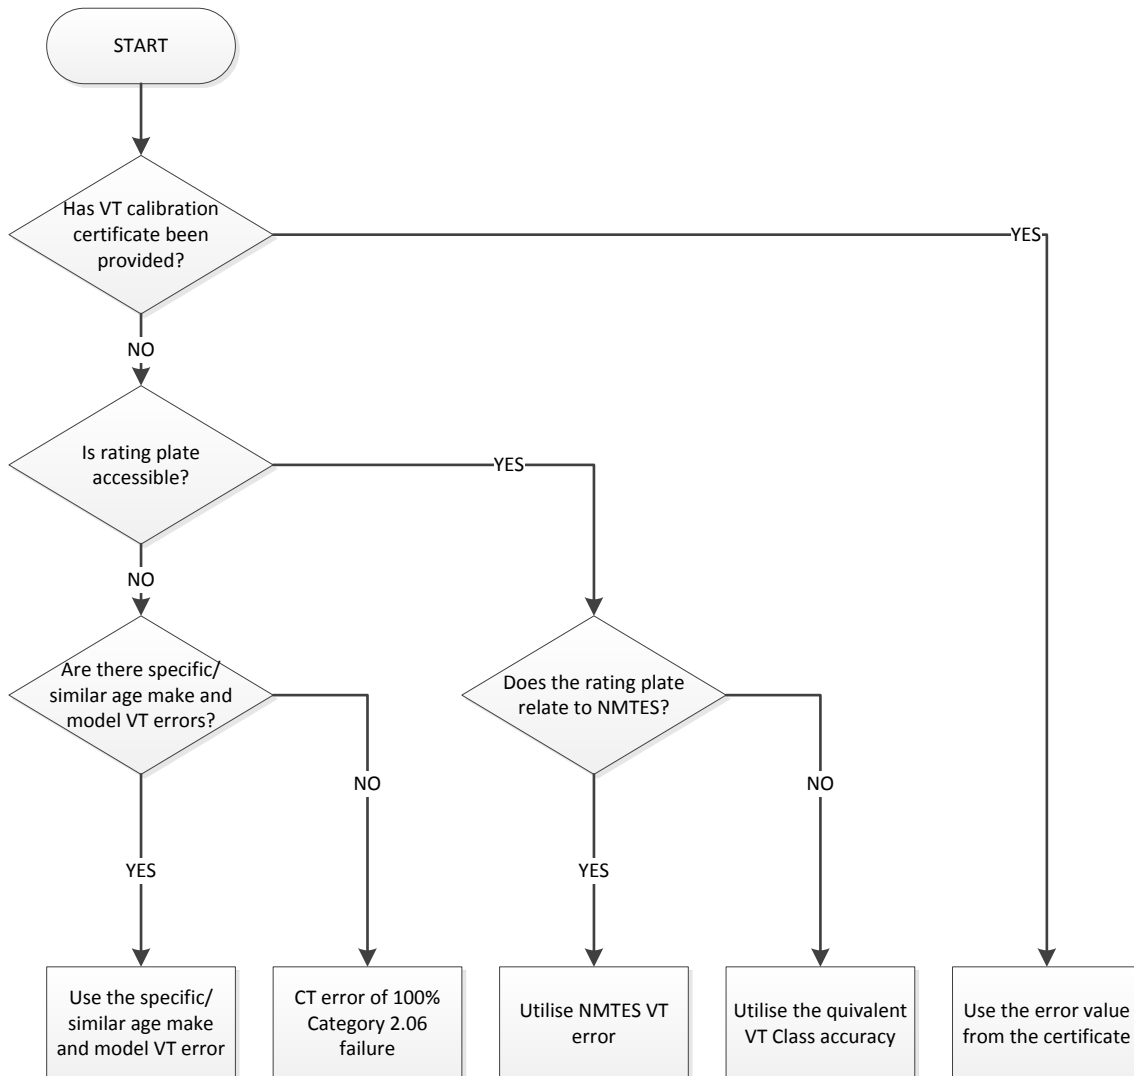 START
Has VT calibration
certificate been
provided?
YES
NO
Is rating plate
accessible?
YES
NO
Are there specific/
similar age make and
model VT errors?
Does the rating plate
relate to NMTES?
NO
NO
YES
YES
Use the specific/
similar age make
and model VT error
CT error of 100%
Category 2.06
failure
Utilise NMTES VT
error
Utilise the quivalent
VT Class accuracy
Use the error value
from the certificate